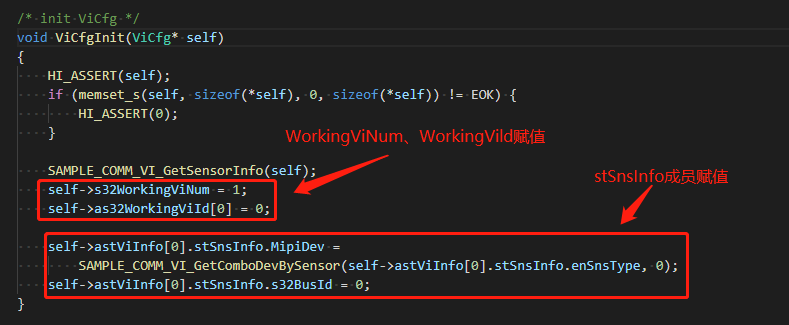 /* init ViCfg */
void ViCfgInit(ViCfg* self)
{
    HI_ASSERT(self);
    if (memset_s(self, sizeof(*self), 0, sizeof(*self)) != EOK) {
        HI_ASSERT(0);
    }
WorkingViNum、WorkingViId赋值
    SAMPLE_COMM_VI_GetSensorInfo(self);
stSnsInfo成员赋值
    self->s32WorkingViNum = 1;
    self->as32WorkingViId[0] = 0;
    self->astViInfo[0].stSnsInfo.MipiDev =
        SAMPLE_COMM_VI_GetComboDevBySensor(self->astViInfo[0].stSnsInfo.enSnsType, 0);
    self->astViInfo[0].stSnsInfo.s32BusId = 0;
}